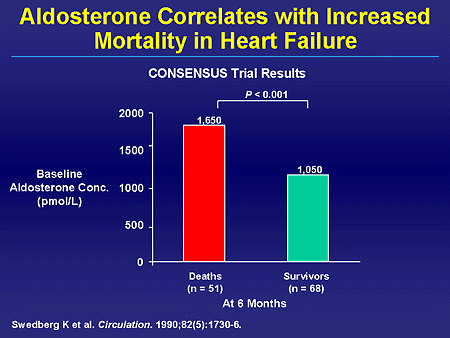 Aldosterone Correlates with Increased
Mortality in Heart Failure
CONSENSUS Trial Results
P < 0.001
2000
1,650
1500
1,050
Baseline
Aldosterone Conc.
(pmol/L)
1000
500
0
Deaths
(n = 51)
Survivors
(n = 68)
At 6 Months
Swedberg K et al. Circulation. 1990;82(5):1730-6.